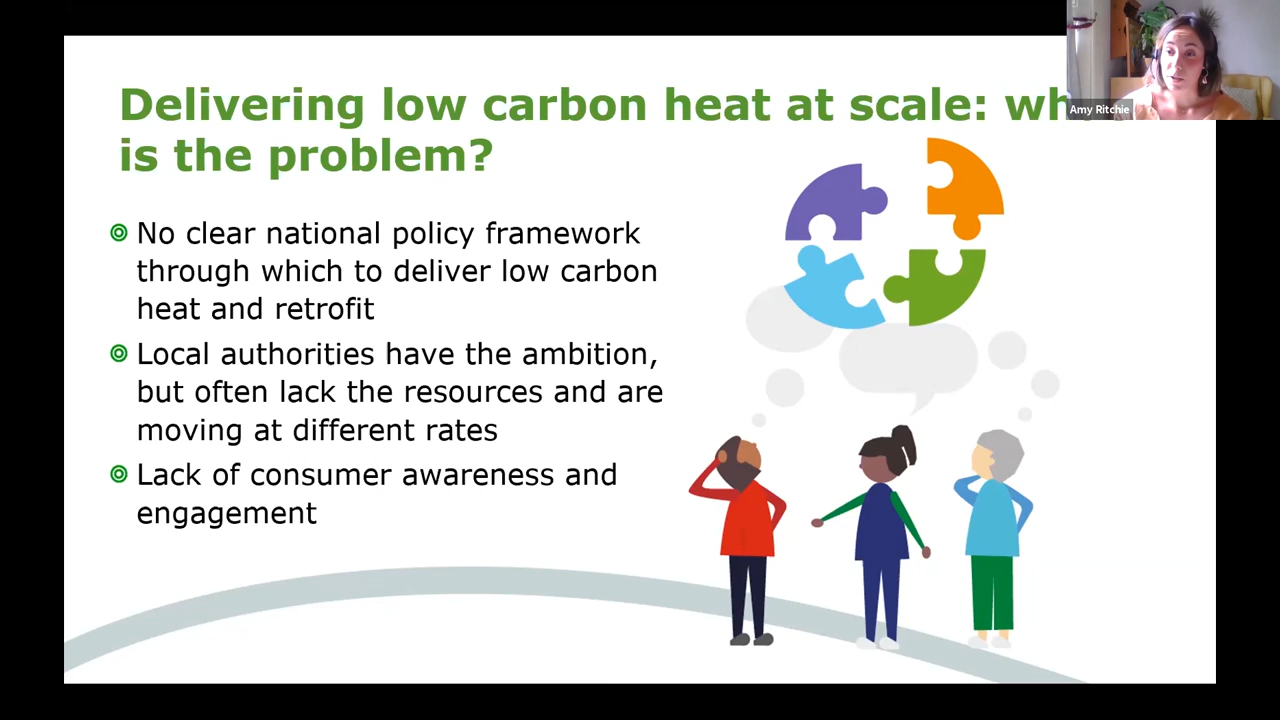 Delivering low carbon heat at scale:
is the problem?
No clear national policy framework
through which to deliver low carbon
heat and retrofit
Local authorities have the ambition,
but often lack the resources and are
moving at different rates
Lack of consumer awareness and
engagement
Amy Ritchie